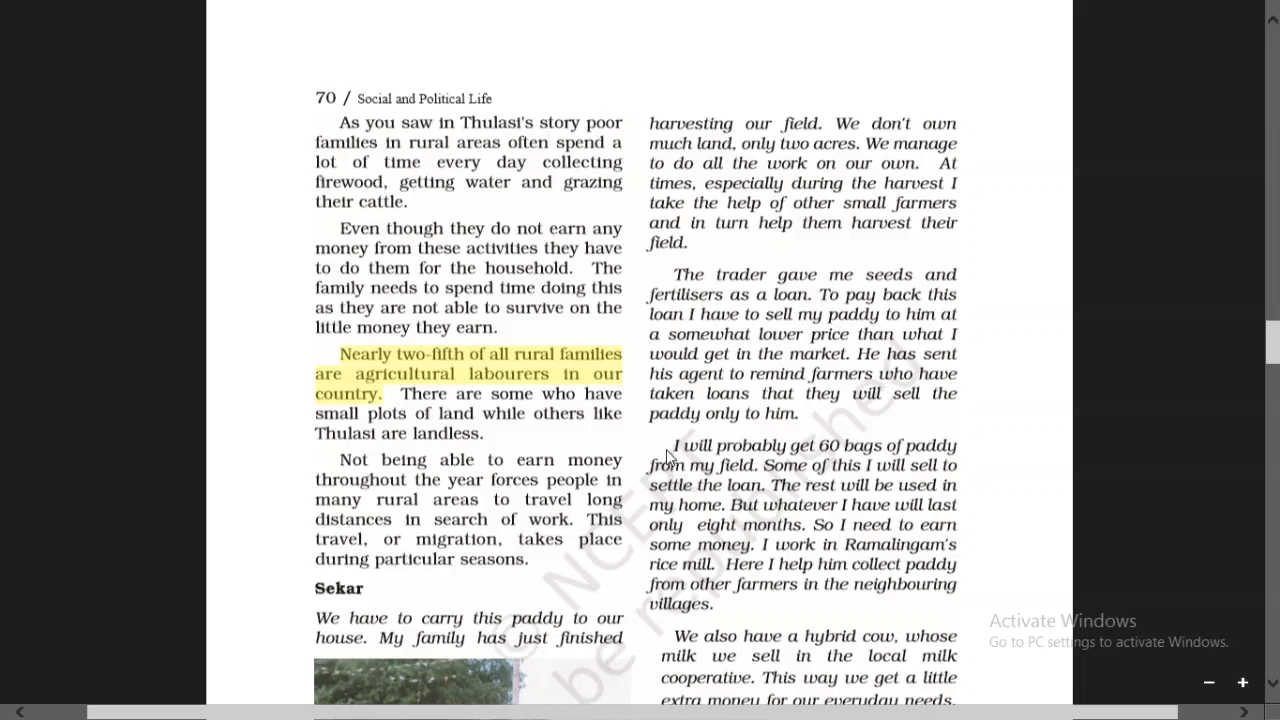 70 / Social and Political Life
As you saw in Thulasi's story poor
families in rural areas often spend a
lot of time every day collecting
firewood, getting water and grazing
their cattle.
Even though they do not earn any
money from these activities they have
to do them for the household. The
family needs to spend time doing this
as they are not able to survive on the
little money they earn.
Nearly two-fifth of all rural families
are agricultural labourers in our
country. There are some who have
small plots of land while others like
Thulasi are landless.
Not being able to earn money
throughout the year forces people in
many rural areas to travel long
distances in search of work. This
travel, or migration, takes place
during particular seasons.
Sekar
We have to carry this paddy to our
house. My family has just finished
harvesting our field. We don't own
much land, only two acres. We manage
to do all the work on our own. At
times, especially during the harvest I
take the help of other small farmers
and in turn help them harvest their
field.
The trader gave me seeds and
fertilisers as a loan. To pay back this
loan I have to sell my paddy to him at
a somewhat lower price than what I
would get in the market. He has sent
his agent to remind farmers who have
taken loans that they will sell the
paddy only to him.
I will probably get 60 bags of paddy
from my field. Some of this I will sell to
settle the loan. The rest will be used in
my home. But whatever I have will last
only eight months. So I need to earn
some money. I work in Ramalingam's
rice mill. Here I help him collect paddy
from other farmers in the neighbouring
villages.
We also have a hybrid cow, whose
milk we sell in the local milk
cooperative. This way we get a little
extra money for our everyday needs.
© NCERT
be republished
Activate Windows
Go to PC settings to activate Windows.